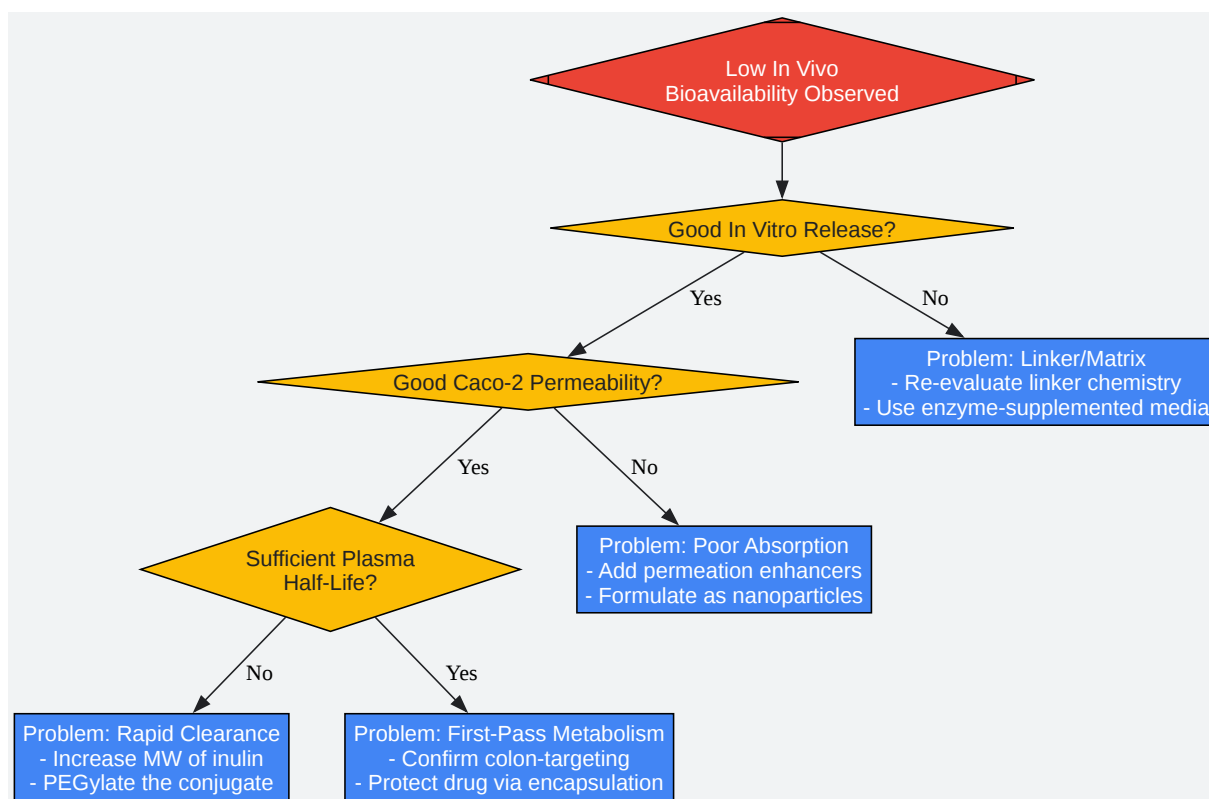 Low In Vivo
Bioavailability Observed
Good In Vitro Release?
Yes
No
Problem: Linker/Matrix
- Re-evaluate linker chemistry
- Use enzyme-supplemented media
Good Caco-2 Permeability?
Yes
No
Problem: Poor Absorption
- Add permeation enhancers
- Formulate as nanoparticles
Sufficient Plasma
Half-Life?
No
Yes
Problem: Rapid Clearance
- Increase MW of inulin
- PEGylate the conjugate
Problem: First-Pass Metabolism
- Confirm colon-targeting
- Protect drug via encapsulation